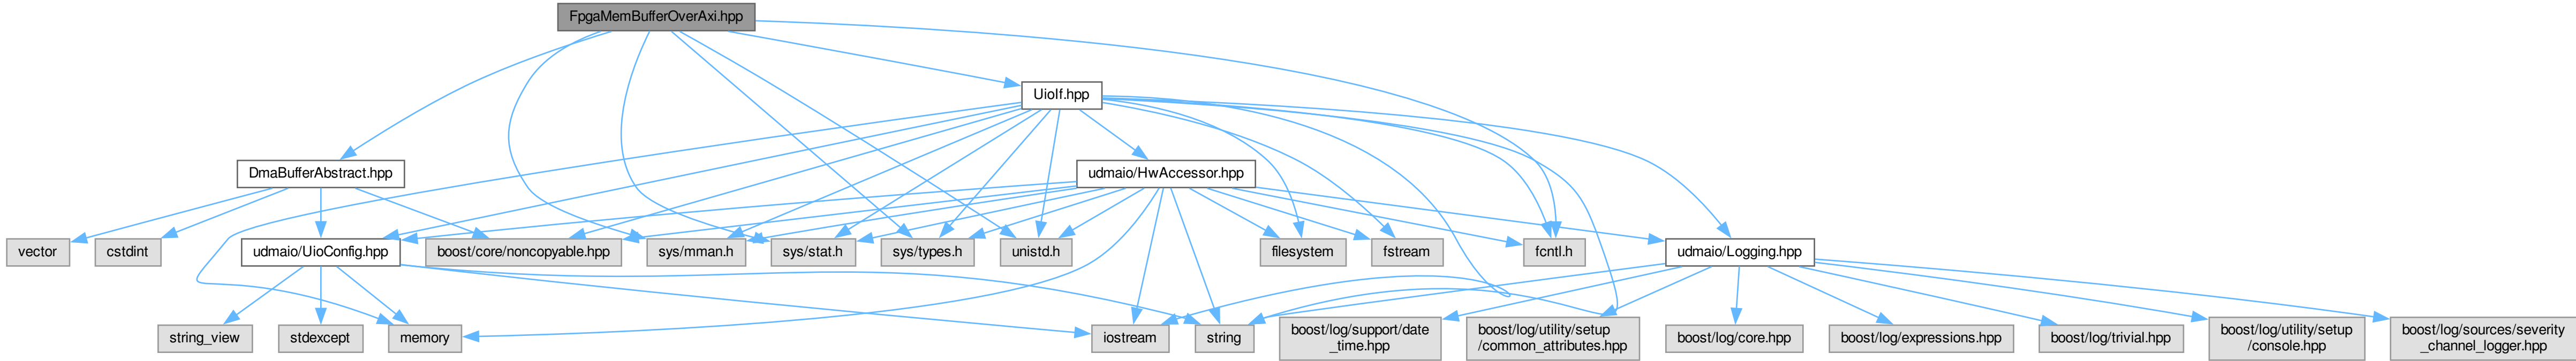 FpgaMemBufferOverAxi.hpp
UioIf.hpp
DmaBufferAbstract.hpp
udmaio/HwAccessor.hpp
vector
cstdint
udmaio/UioConfig.hpp
boost/core/noncopyable.hpp
sys/mman.h
sys/stat.h
sys/types.h
unistd.h
filesystem
fstream
fcntl.h
udmaio/Logging.hpp
string_view
stdexcept
memory
iostream
string
boost/log/support/date
_time.hpp
boost/log/utility/setup
/common_attributes.hpp
boost/log/core.hpp
boost/log/expressions.hpp
boost/log/trivial.hpp
boost/log/utility/setup
/console.hpp
boost/log/sources/severity
_channel_logger.hpp